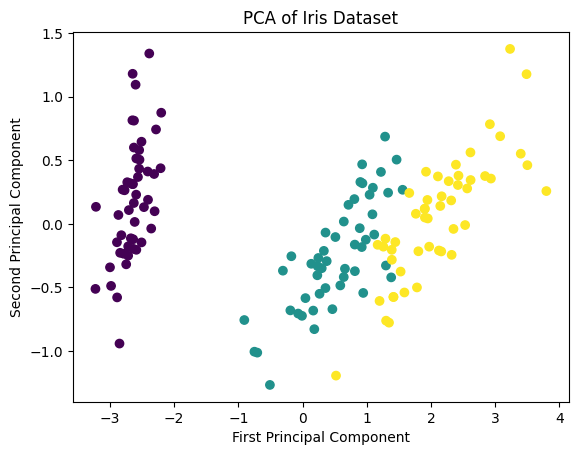 PCA of Iris Dataset
Second Principal Component
1.5
1.0
0.5
0.0
−0.5
−1.0
−3 −2 −1 0 1 2 3 4
First Principal Component